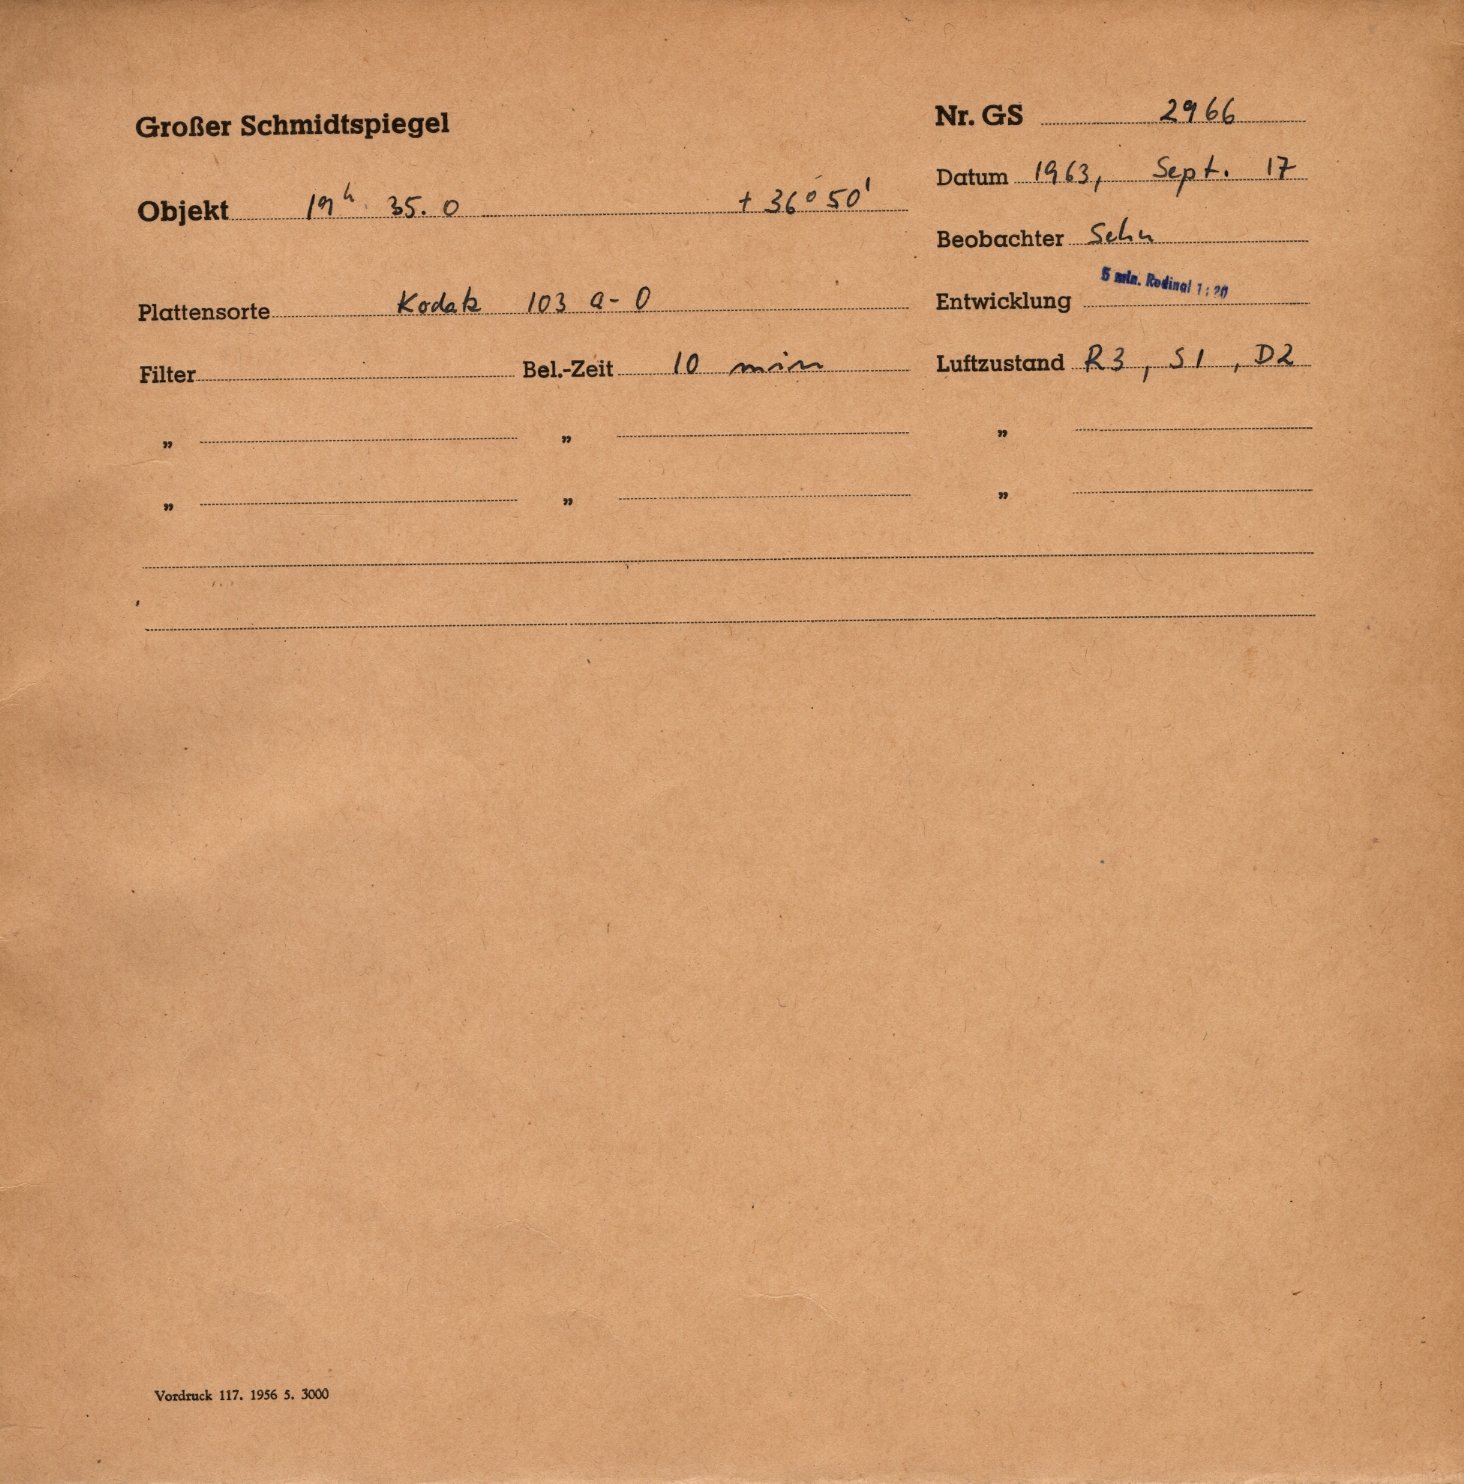 Großer Schmidtspiegel
Nr. GS 2966
Datum 1963, Sept. 17
Objekt 19h 35.0 + 36° 50'
Beobachter Schn
Plattensorte Kodak 103 a-O
Entwicklung 5 min. Rodinal 1:20
Filter Bel.-Zeit 10 min Luftzustand R3, S1, D2
„ „ „
„ „ „
Vordruck 117. 1956 5. 3000